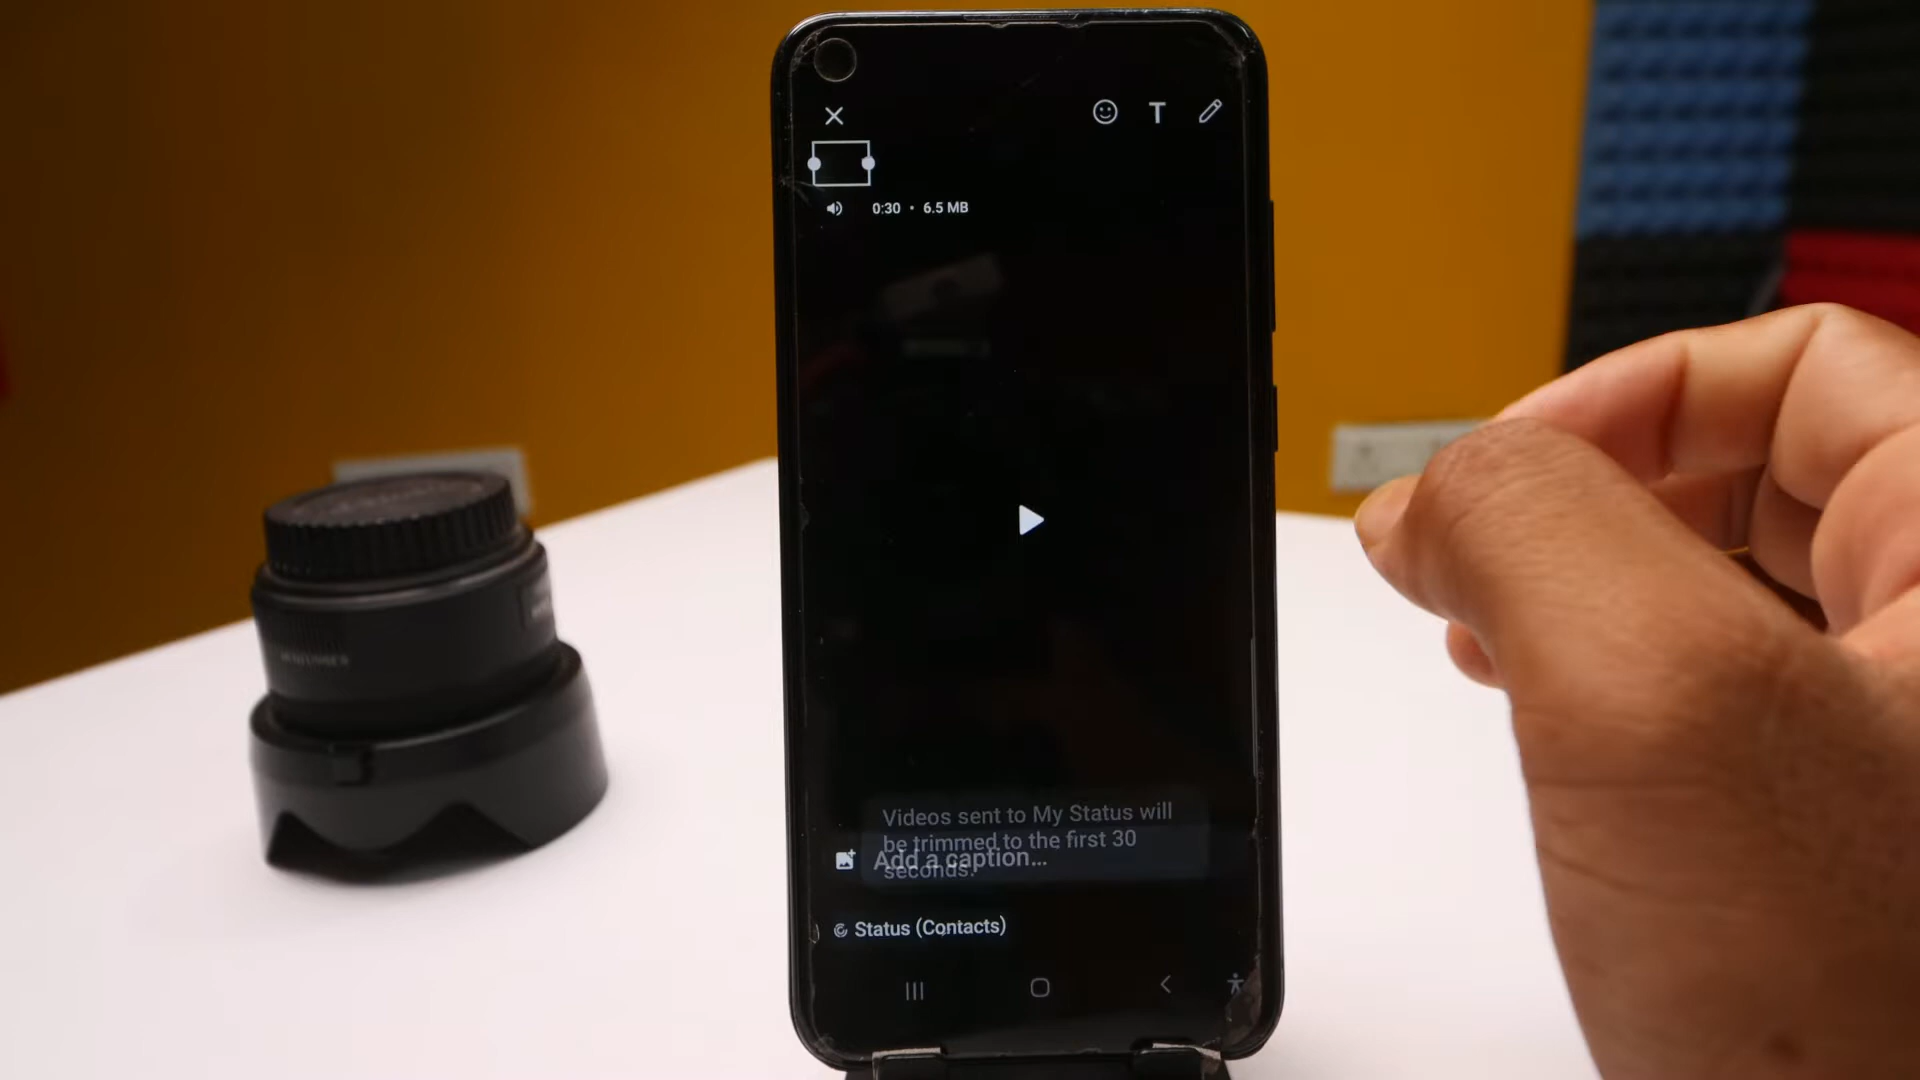 T
0:30 • 6.5 MB
Videos sent to My Status will
be trimmed to the first 30
seconds.
Add a caption...
Status (Contacts)